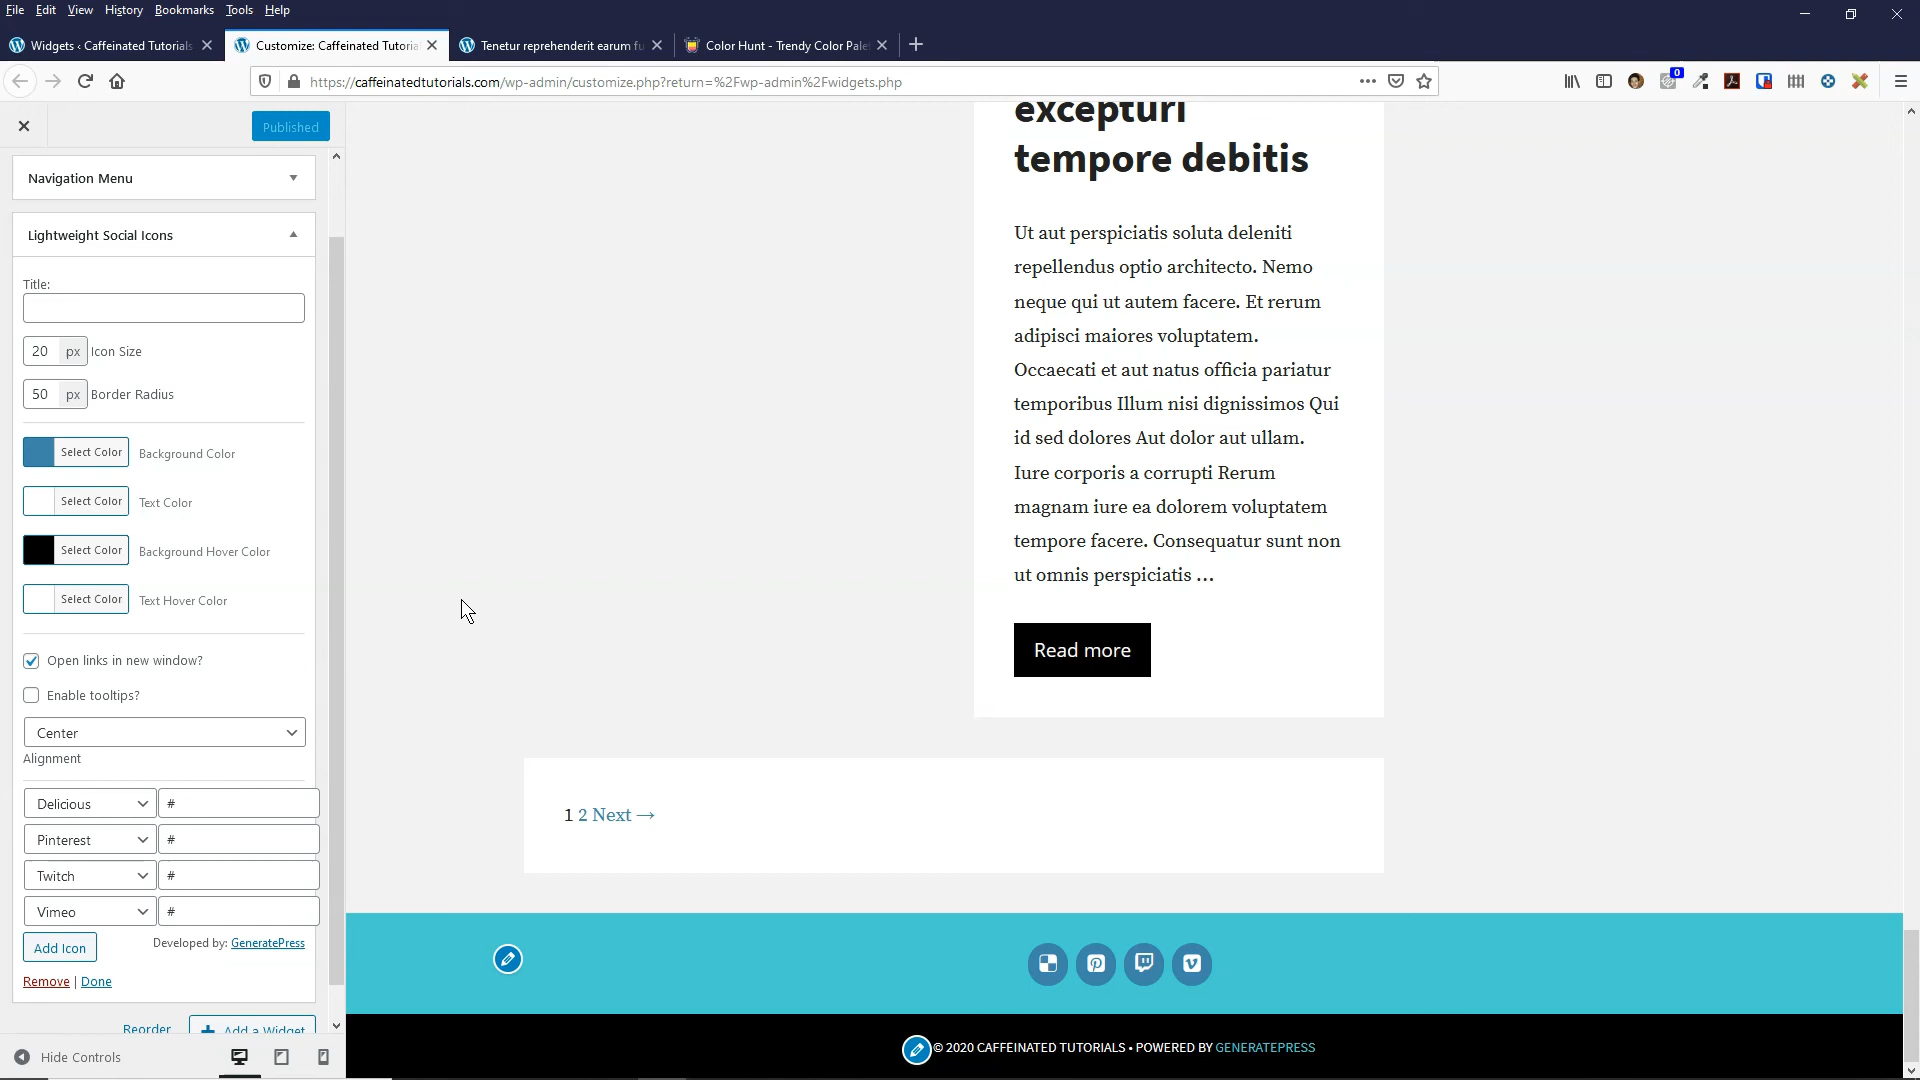 File Edit View History Bookmarks Tools Help
Widgets ‹ Caffeinated Tutorials
Customize: Caffeinated Tutoria
Tenetur reprehenderit earum fu
Color Hunt - Trendy Color Pale
https://caffeinatedtutorials.com/wp-admin/customize.php?return=%2Fwp-admin%2Fwidgets.php
0
Published
Navigation Menu
Lightweight Social Icons
Title:
20 px Icon Size
50 px Border Radius
Select Color Background Color
Select Color Text Color
Select Color Background Hover Color
Select Color Text Hover Color
Open links in new window?
Enable tooltips?
Center
Alignment
Delicious #
Pinterest #
Twitch #
Vimeo #
Add Icon Developed by: GeneratePress
Remove | Done
Reorder Add a Widget
Hide Controls
excepturi
tempore debitis
Ut aut perspiciatis soluta deleniti
repellendus optio architecto. Nemo
neque qui ut autem facere. Et rerum
adipisci maiores voluptatem.
Occaecati et aut natus officia pariatur
temporibus Illum nisi dignissimos Qui
id sed dolores Aut dolor aut ullam.
Iure corporis a corrupti Rerum
magnam iure ea dolorem voluptatem
tempore facere. Consequatur sunt non
ut omnis perspiciatis …
Read more
1 2 Next →
© 2020 CAFFEINATED TUTORIALS • POWERED BY GENERATEPRESS